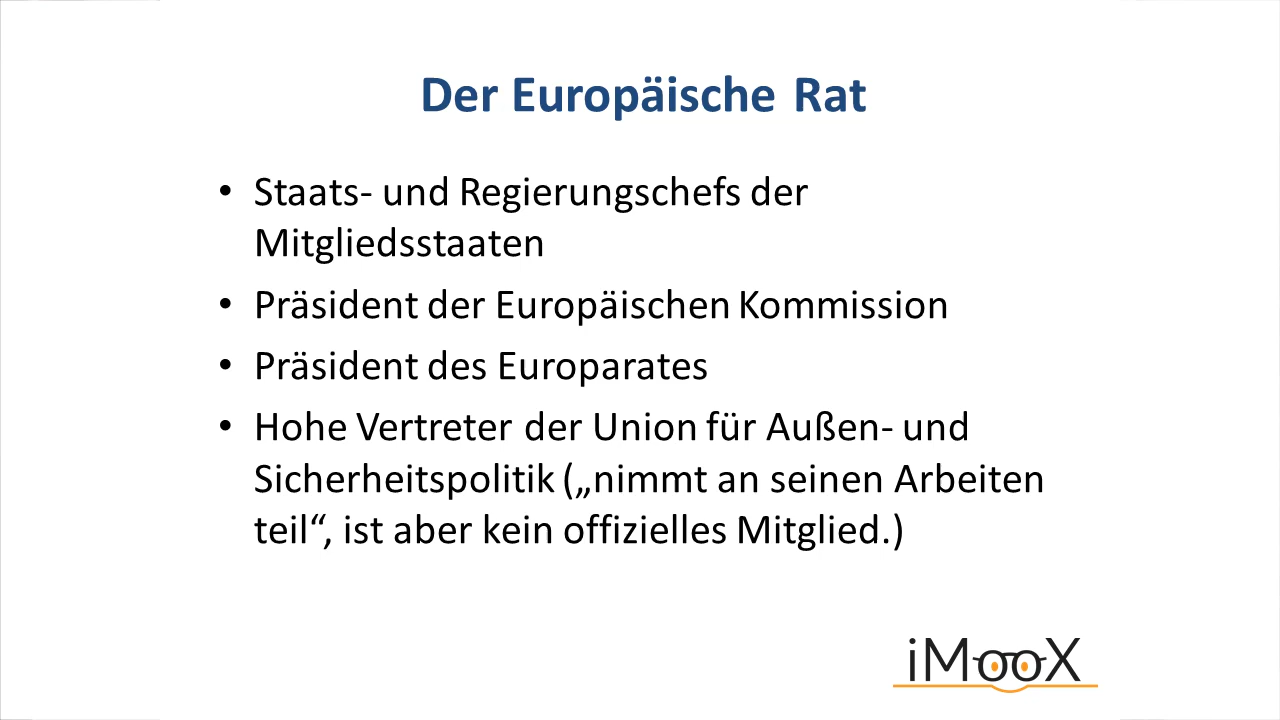 Der Europäische Rat
• Staats- und Regierungschefs der
Mitgliedsstaaten
• Präsident der Europäischen Kommission
• Präsident des Europarates
• Hohe Vertreter der Union für Außen- und
Sicherheitspolitik („nimmt an seinen Arbeiten
teil“, ist aber kein offizielles Mitglied.)
iMooX